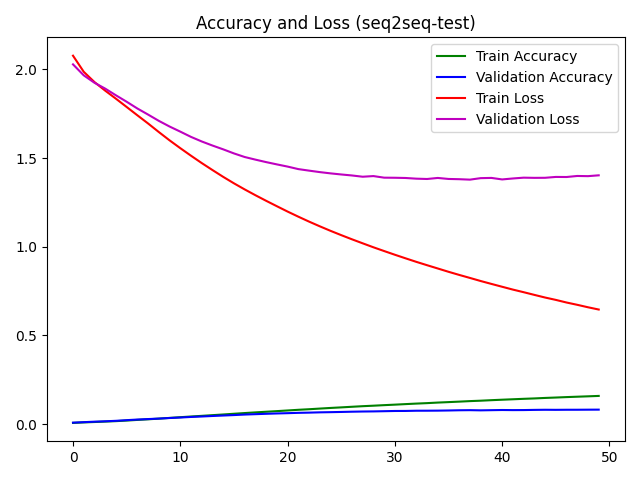 Accuracy and Loss (seq2seq-test)
Train Accuracy
Validation Accuracy
Train Loss
Validation Loss
2.0
1.5
1.0
0.5
0.0
0 10 20 30 40 50